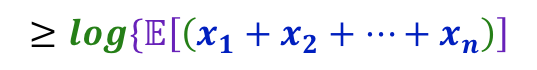 ≥ log{𝔼[(x₁ + x₂ + ⋯ + xₙ)]